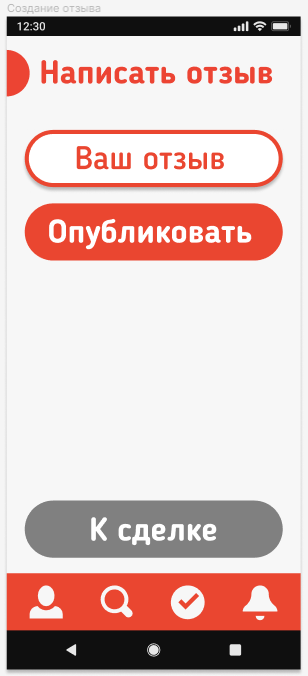 Создание отзыва
12:30
Написать отзыв
Ваш отзыв
Опубликовать
К сделке